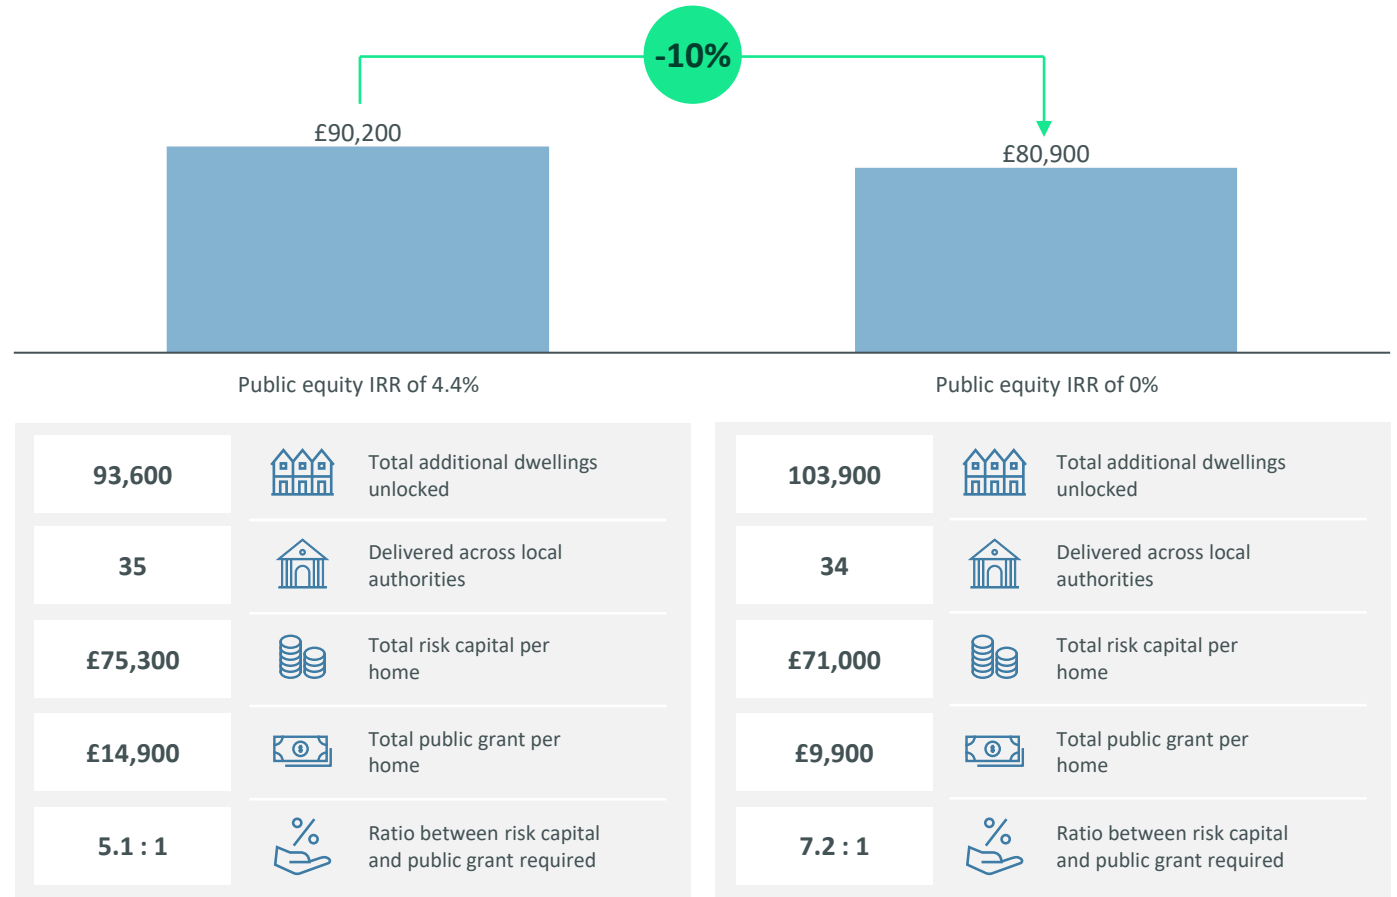 -10%
£90,200
£80,900
Public equity IRR of 4.4%
Public equity IRR of 0%
93,600
Total additional dwellings
unlocked
35
Delivered across local
authorities
£75,300
Total risk capital per
home
£14,900
Total public grant per
home
5.1 : 1
Ratio between risk capital
and public grant required
103,900
Total additional dwellings
unlocked
34
Delivered across local
authorities
£71,000
Total risk capital per
home
£9,900
Total public grant per
home
7.2 : 1
Ratio between risk capital
and public grant required